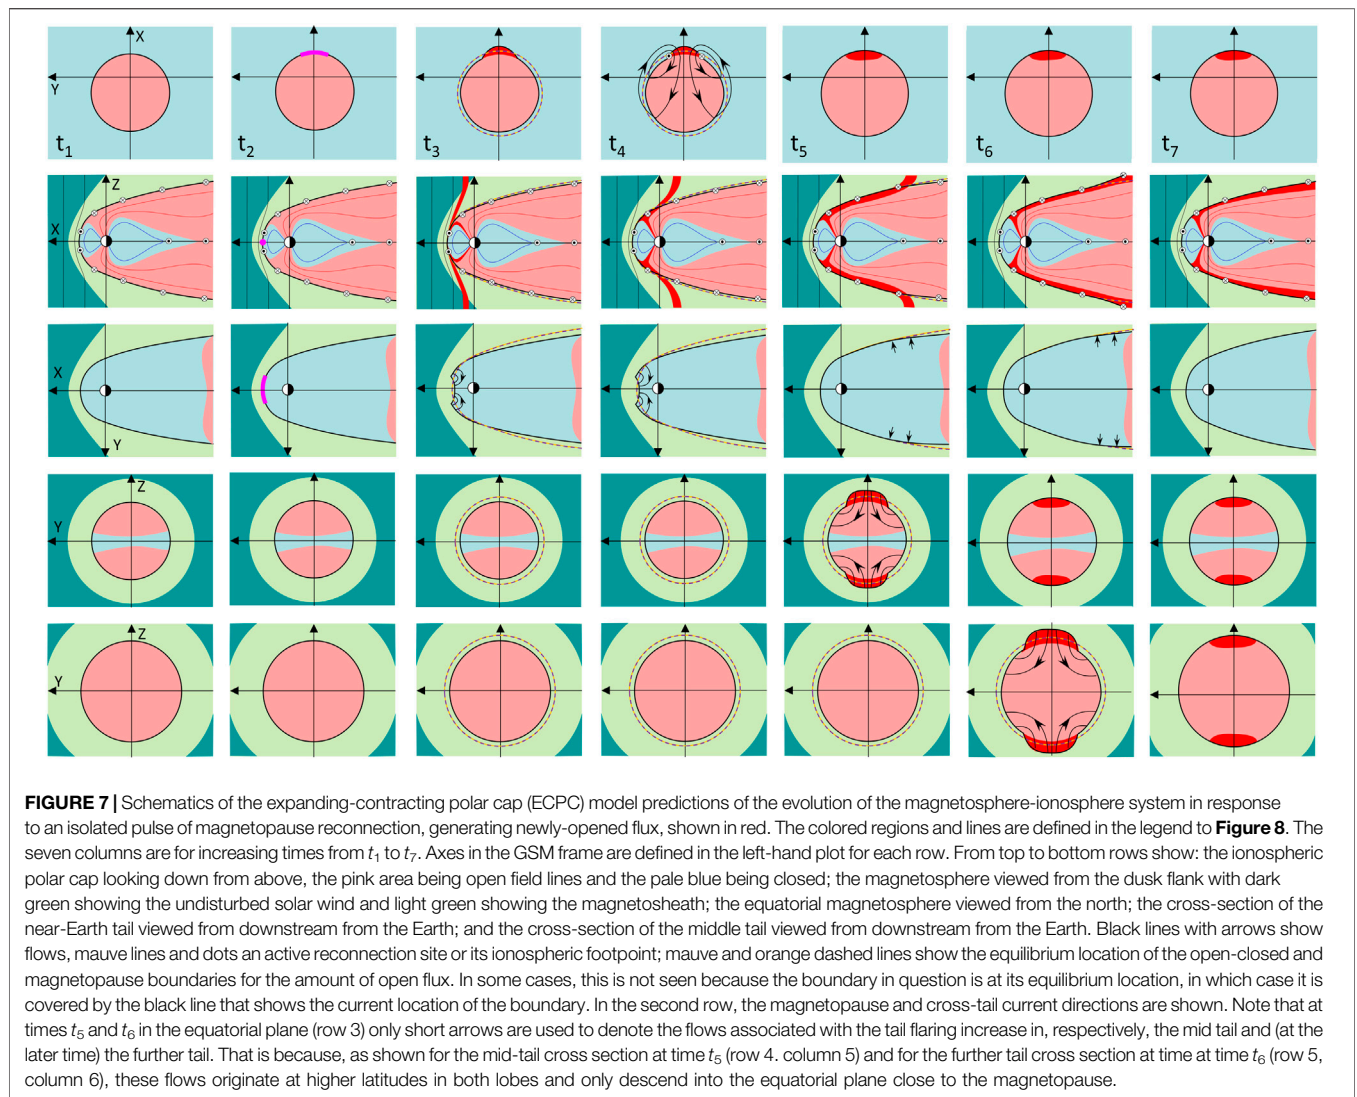 X
Y
t1
t2
t3
t4
t5
t6
t7
Z
X
X
Y
Z
Y
Z
Y
FIGURE 7 | Schematics of the expanding-contracting polar cap (ECPC) model predictions of the evolution of the magnetosphere-ionosphere system in response
to an isolated pulse of magnetopause reconnection, generating newly-opened flux, shown in red. The colored regions and lines are defined in the legend to Figure 8. The
seven columns are for increasing times from t1 to t7. Axes in the GSM frame are defined in the left-hand plot for each row. From top to bottom rows show: the ionospheric
polar cap looking down from above, the pink area being open field lines and the pale blue being closed; the magnetosphere viewed from the dusk flank with dark
green showing the undisturbed solar wind and light green showing the magnetosheath; the equatorial magnetosphere viewed from the north; the cross-section of the
near-Earth tail viewed from downstream from the Earth; and the cross-section of the middle tail viewed from downstream from the Earth. Black lines with arrows show
flows, mauve lines and dots an active reconnection site or its ionospheric footpoint; mauve and orange dashed lines show the equilibrium location of the open-closed and
magnetopause boundaries for the amount of open flux. In some cases, this is not seen because the boundary in question is at its equilibrium location, in which case it is
covered by the black line that shows the current location of the boundary. In the second row, the magnetopause and cross-tail current directions are shown. Note that at
times t5 and t6 in the equatorial plane (row 3) only short arrows are used to denote the flows associated with the tail flaring increase in, respectively, the mid tail and (at the
later time) the further tail. That is because, as shown for the mid-tail cross section at time t5 (row 4. column 5) and for the further tail cross section at time at time t6 (row 5,
column 6), these flows originate at higher latitudes in both lobes and only descend into the equatorial plane close to the magnetopause.